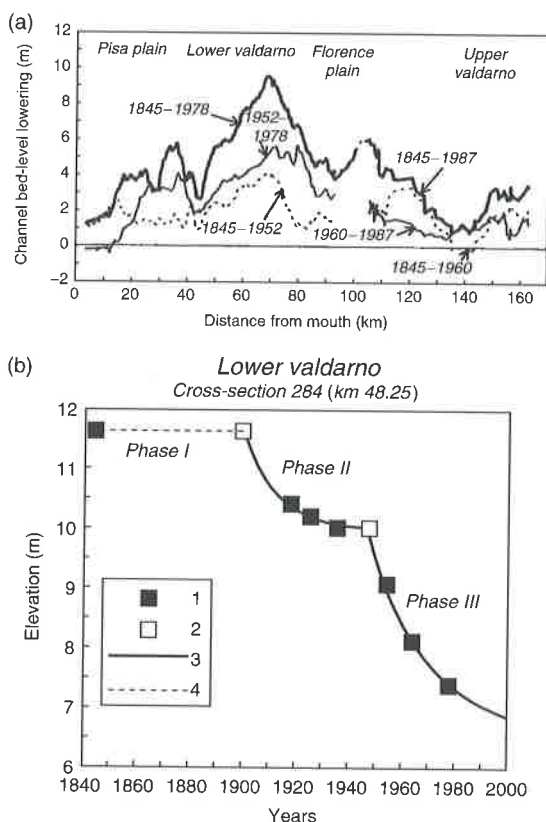 (a)
12
10
8
6
4
2
0
−2
Channel bed-level lowering (m)
Pisa plain
Lower valdarno
Florence plain
Upper valdarno
1845–1978
1952–1978
1845–1987
1845–1952
1960–1987
1845–1960
0 20 40 60 80 100 120 140 160
Distance from mouth (km)
(b)
Lower valdarno
Cross-section 284 (km 48.25)
12
11
10
9
8
7
6
Elevation (m)
Phase I
Phase II
Phase III
1
2
3
4
1840 1860 1880 1900 1920 1940 1960 1980 2000
Years